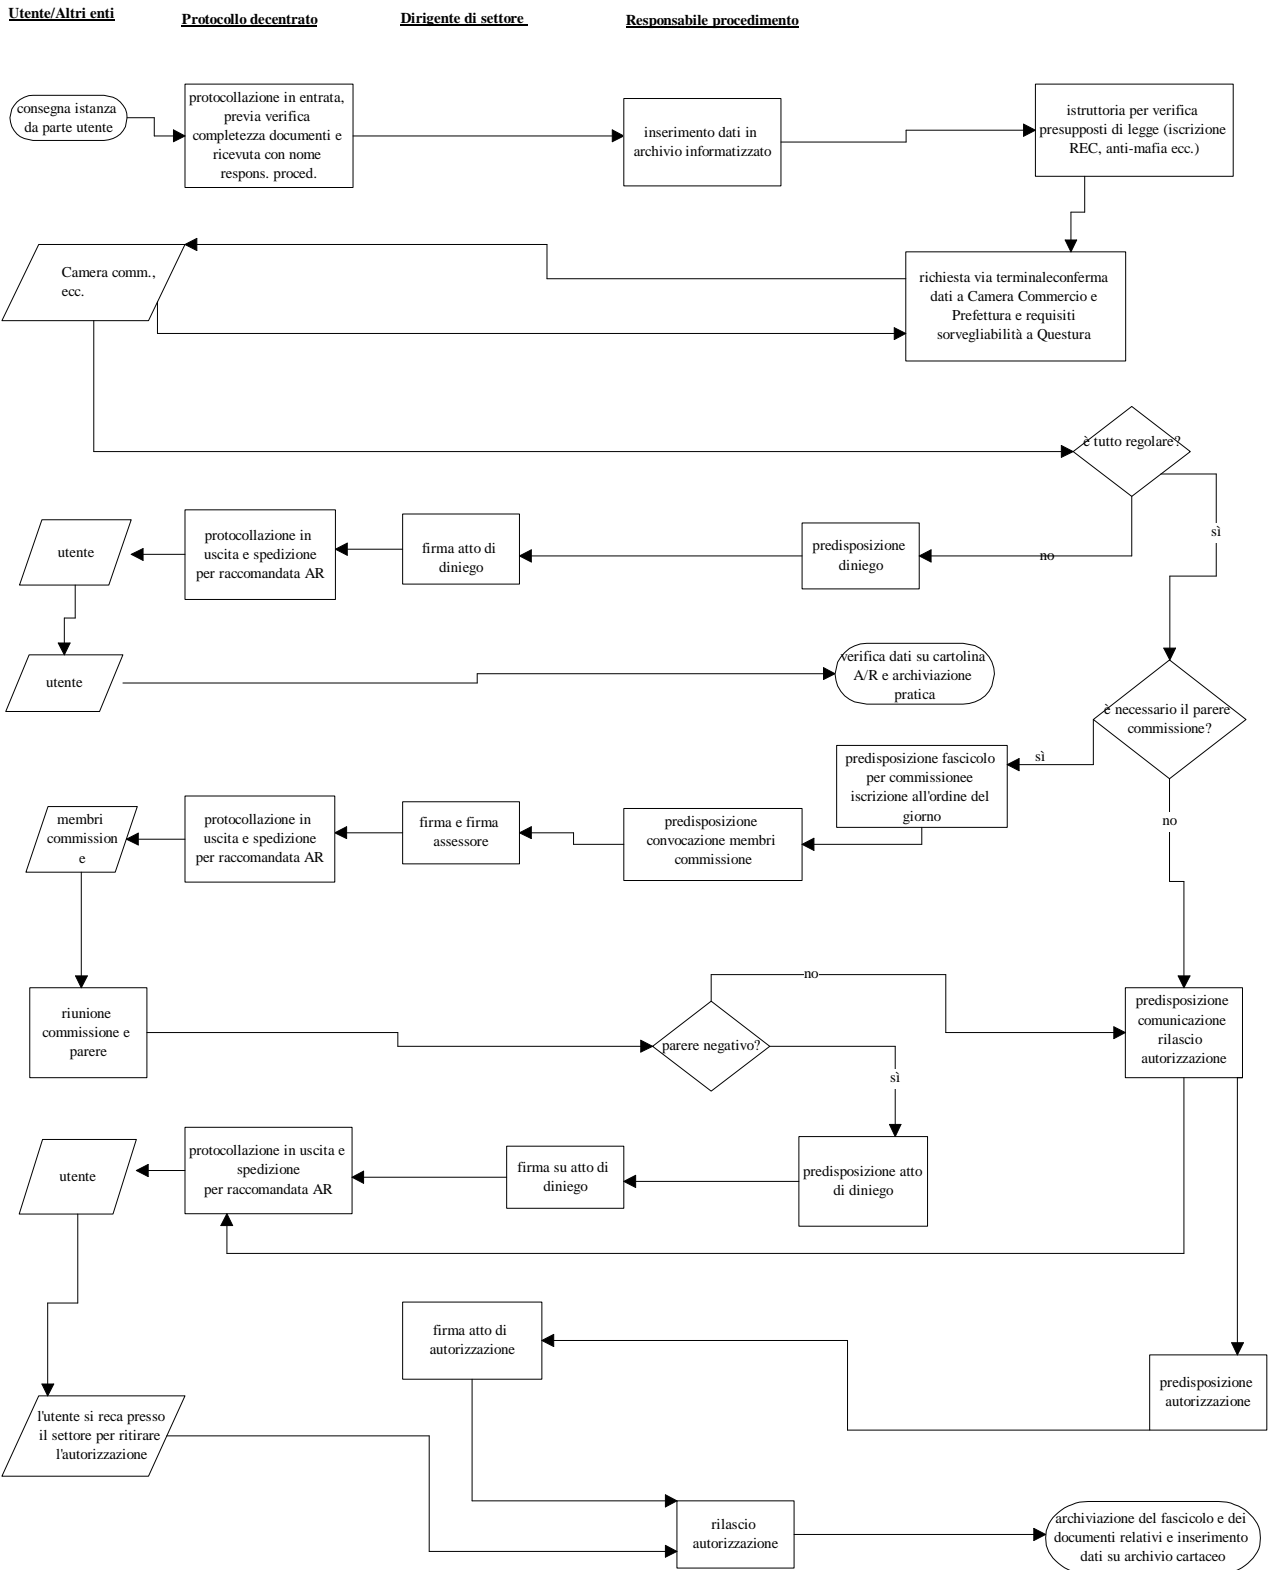 Utente/Altri enti
Protocollo decentrato
Dirigente di settore
Responsabile procedimento
consegna istanza
da parte utente
protocollazione in entrata,
previa verifica
completezza documenti e
ricevuta con nome
respons. proced.
inserimento dati in
archivio informatizzato
istruttoria per verifica
presupposti di legge (iscrizione
REC, anti-mafia ecc.)
Camera comm.,
ecc.
richiesta via terminaleconferma
dati a Camera Commercio e
Prefettura e requisiti
sorvegliabilità a Questura
è tutto regolare?
sì
no
utente
protocollazione in
uscita e spedizione
per raccomandata AR
firma atto di
diniego
predisposizione
diniego
utente
verifica dati su cartolina
A/R e archiviazione
pratica
è necessario il parere
commissione?
sì
no
predisposizione fascicolo
per commissionee
iscrizione all'ordine del
giorno
membri
commission
e
protocollazione in
uscita e spedizione
per raccomandata AR
firma e firma
assessore
predisposizione
convocazione membri
commissione
riunione
commissione e
parere
no
parere negativo?
sì
predisposizione
comunicazione
rilascio
autorizzazione
utente
protocollazione in uscita e
spedizione
per raccomandata AR
firma su atto di
diniego
predisposizione atto
di diniego
firma atto di
autorizzazione
predisposizione
autorizzazione
l'utente si reca presso
il settore per ritirare
l'autorizzazione
rilascio
autorizzazione
archiviazione del fascicolo e dei
documenti relativi e inserimento
dati su archivio cartaceo